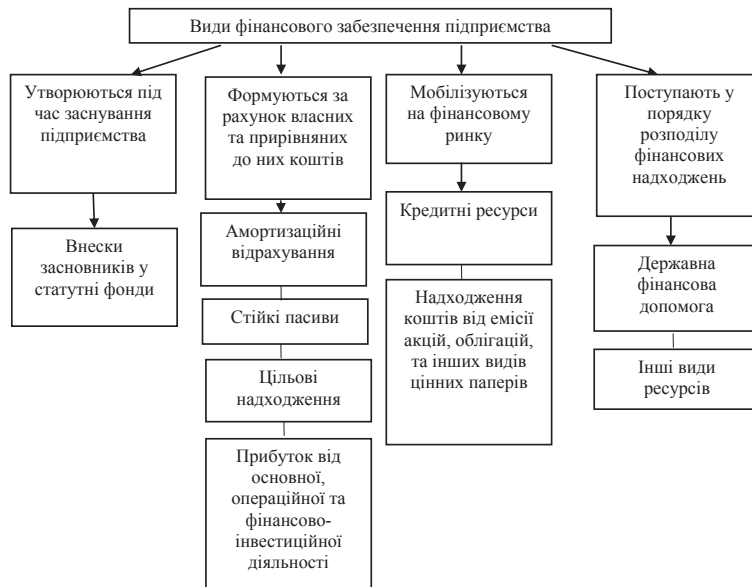 Види фінансового забезпечення підприємства
Утворюються під
час заснування
підприємства
Внески
засновників у
статутні фонди
Формуються за
рахунок власних
та прирівняних
до них коштів
Амортизаційні
відрахування
Стійкі пасиви
Цільові
надходження
Прибуток від
основної,
операційної та
фінансово-
інвестиційної
діяльності
Мобілізуються
на фінансовому
ринку
Кредитні ресурси
Надходження
коштів від емісії
акцій, облігацій,
та інших видів
цінних паперів
Поступають у
порядку
розподілу
фінансових
надходжень
Державна
фінансова
допомога
Інші види
ресурсів